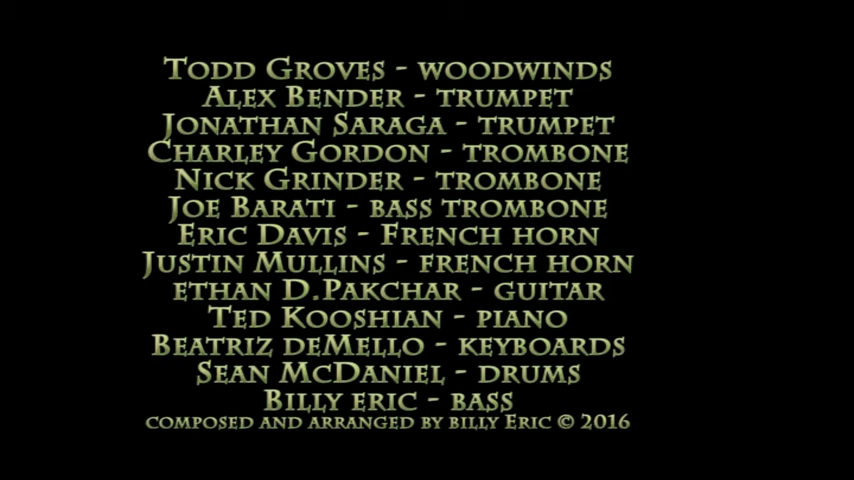 Todd Groves - woodwinds
Alex Bender - trumpet
Jonathan Saraga - trumpet
Charley Gordon - trombone
Nick Grinder - trombone
Joe Barati - bass trombone
Eric Davis - French horn
Justin Mullins - french horn
ethan D.Pakchar - guitar
Ted Kooshian - piano
Beatriz deMello - keyboards
Sean McDaniel - drums
Billy eric - bass
composed and arranged by billy Eric © 2016